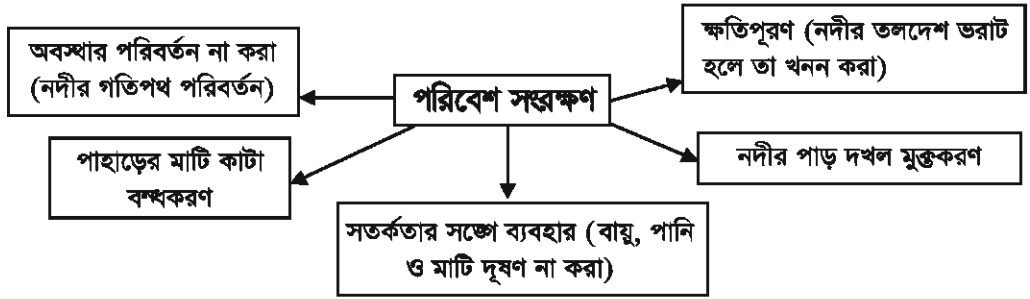 অবস্থার পরিবর্তন না করা
(নদীর গতিপথ পরিবর্তন)
ক্ষতিপূরণ (নদীর তলদেশ ভরাট
হলে তা খনন করা)
পরিবেশ সংরক্ষণ
পাহাড়ের মাটি কাটা
বন্ধকরণ
নদীর পাড় দখল মুক্তকরণ
সতর্কতার সঙ্গে ব্যবহার (বায়ু, পানি
ও মাটি দূষণ না করা)